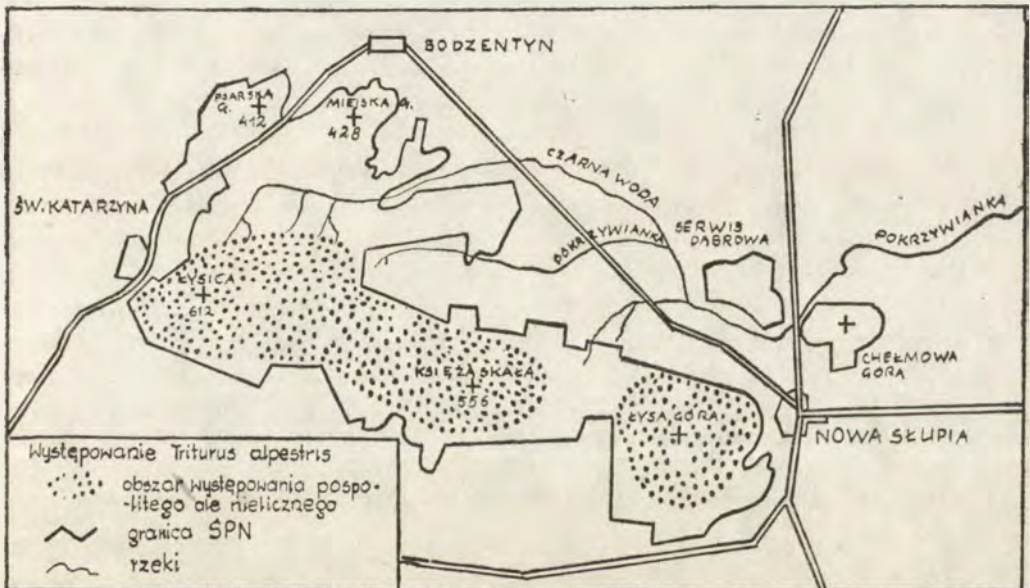 BODZENTYN
PSARSKA
G.
412
MIEJSKA G.
428
CZARNA WODA
ŚW. KATARZYNA
POKRZYWIANKA
SERWIS
DĄBROWA
POKRZYWIANKA
ŁYSICA
612
KSIĘŻA SKAŁA
556
ŁYSA GÓRA
CHEŁMOWA
GÓRA
NOWA SŁUPIA
Występowanie Triturus alpestris
obszar występowania pospo-
-litego ale nielicznego
granica ŚPN
rzeki